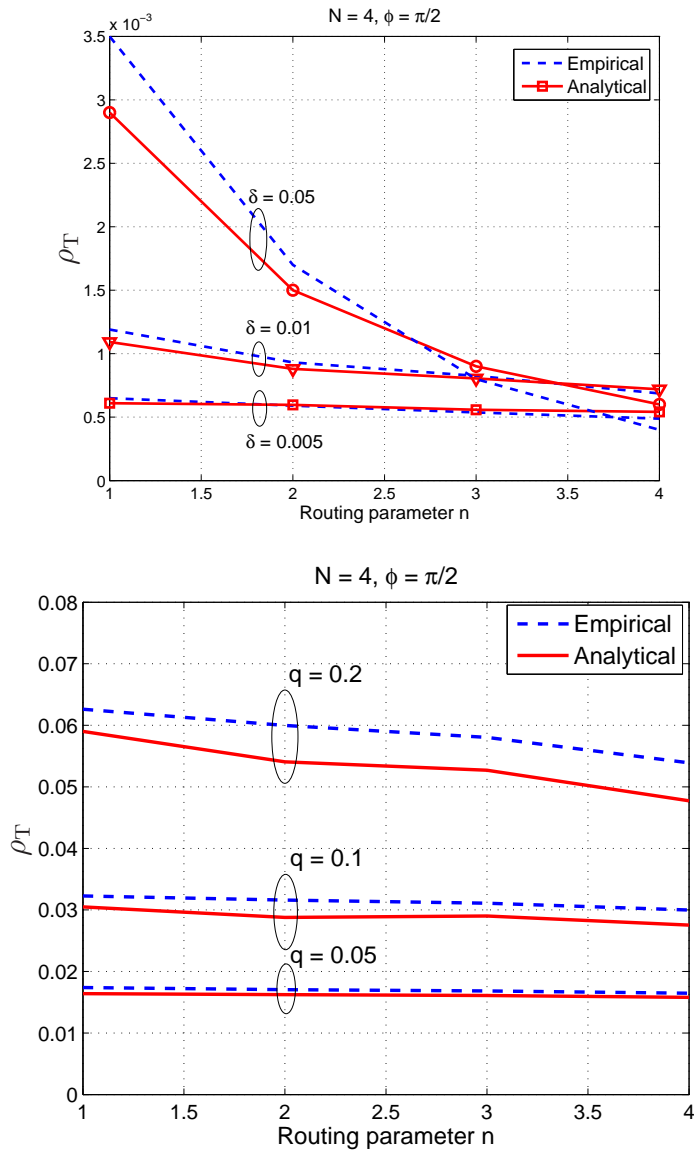 N = 4, ϕ = π/2
x 10⁻³
3.5
3
2.5
2
1.5
1
0.5
0
ρT
Empirical
Analytical
δ = 0.05
δ = 0.01
δ = 0.005
1 1.5 2 2.5 3 3.5 4
Routing parameter n
N = 4, ϕ = π/2
0.08
0.07
0.06
0.05
0.04
0.03
0.02
0.01
0
ρT
Empirical
Analytical
q = 0.2
q = 0.1
q = 0.05
1 1.5 2 2.5 3 3.5 4
Routing parameter n